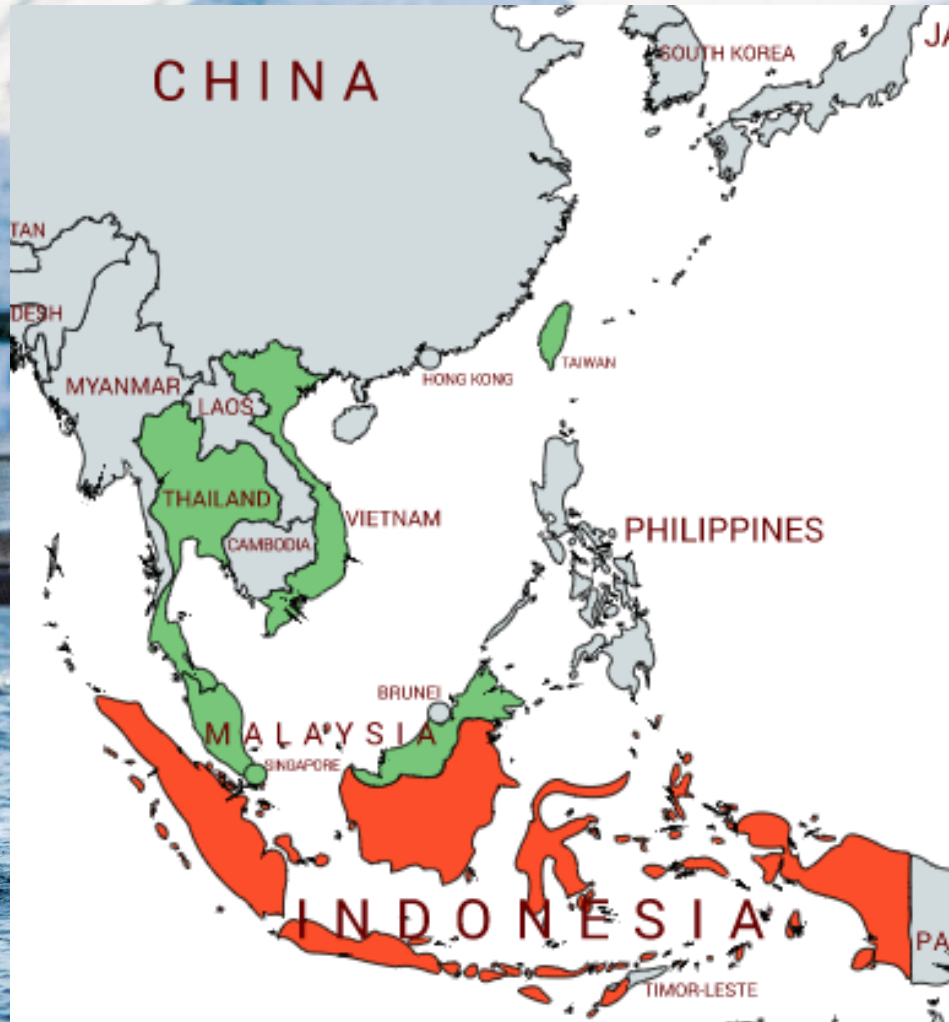 JA
SOUTH KOREA
CHINA
TAN
DESH
TAIWAN
HONG KONG
MYANMAR
LAOS
THAILAND
VIETNAM
PHILIPPINES
CAMBODIA
BRUNEI
MALAYSIA
SINGAPORE
INDONESIA
PA
TIMOR-LESTE